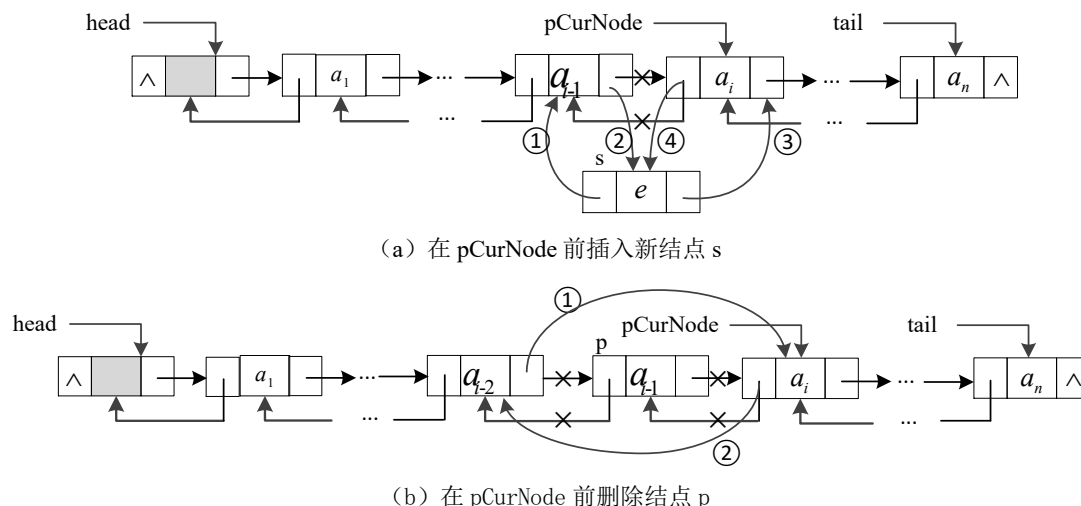 head pCurNode tail
∧ a₁ ... aᵢ₋₁ aᵢ ... aₙ ∧
... ...
① ② ④ ③
s
e
（a）在 pCurNode 前插入新结点 s
①
head pCurNode tail
p
∧ a₁ ... aᵢ₋₂ aᵢ₋₁ aᵢ ... aₙ ∧
... ...
②
（b）在 pCurNode 前删除结点 p